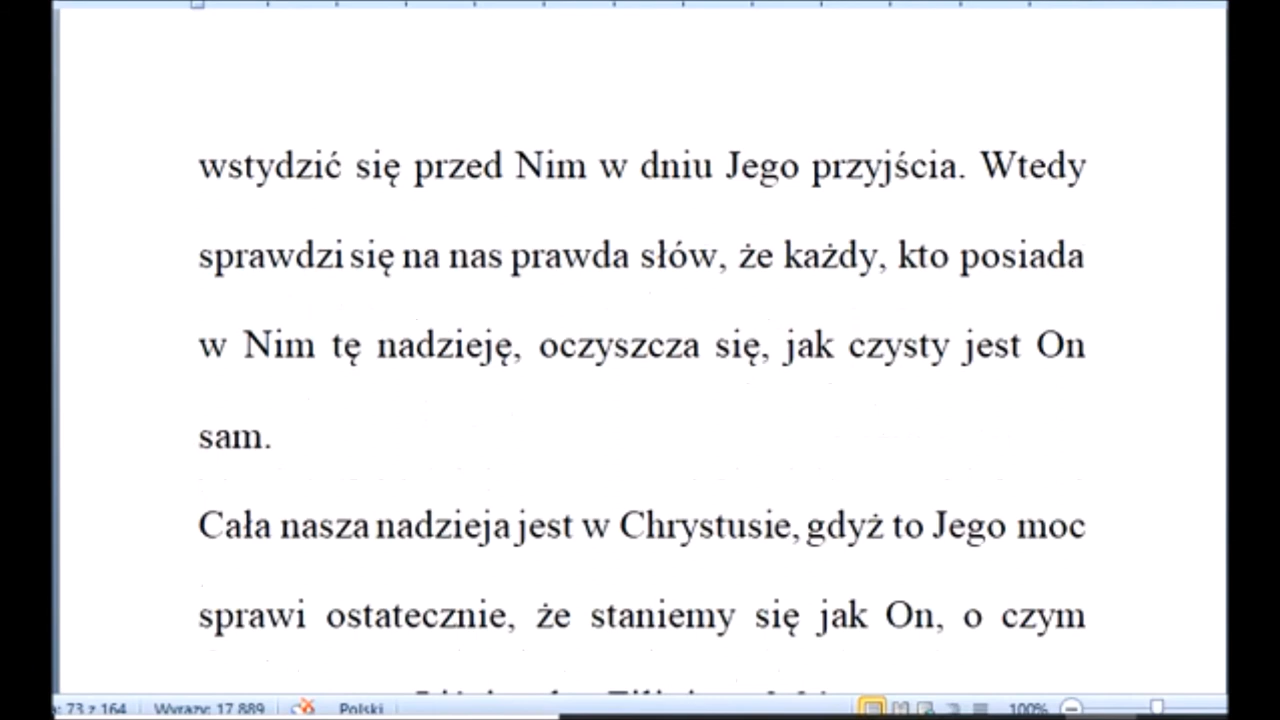 wstydzić się przed Nim w dniu Jego przyjścia. Wtedy
sprawdzi się na nas prawda słów, że każdy, kto posiada
w Nim tę nadzieję, oczyszcza się, jak czysty jest On
sam.
Cała nasza nadzieja jest w Chrystusie, gdyż to Jego moc
sprawi ostatecznie, że staniemy się jak On, o czym
: 73 z 164 Wyrazy: 17 889 Polski 100%